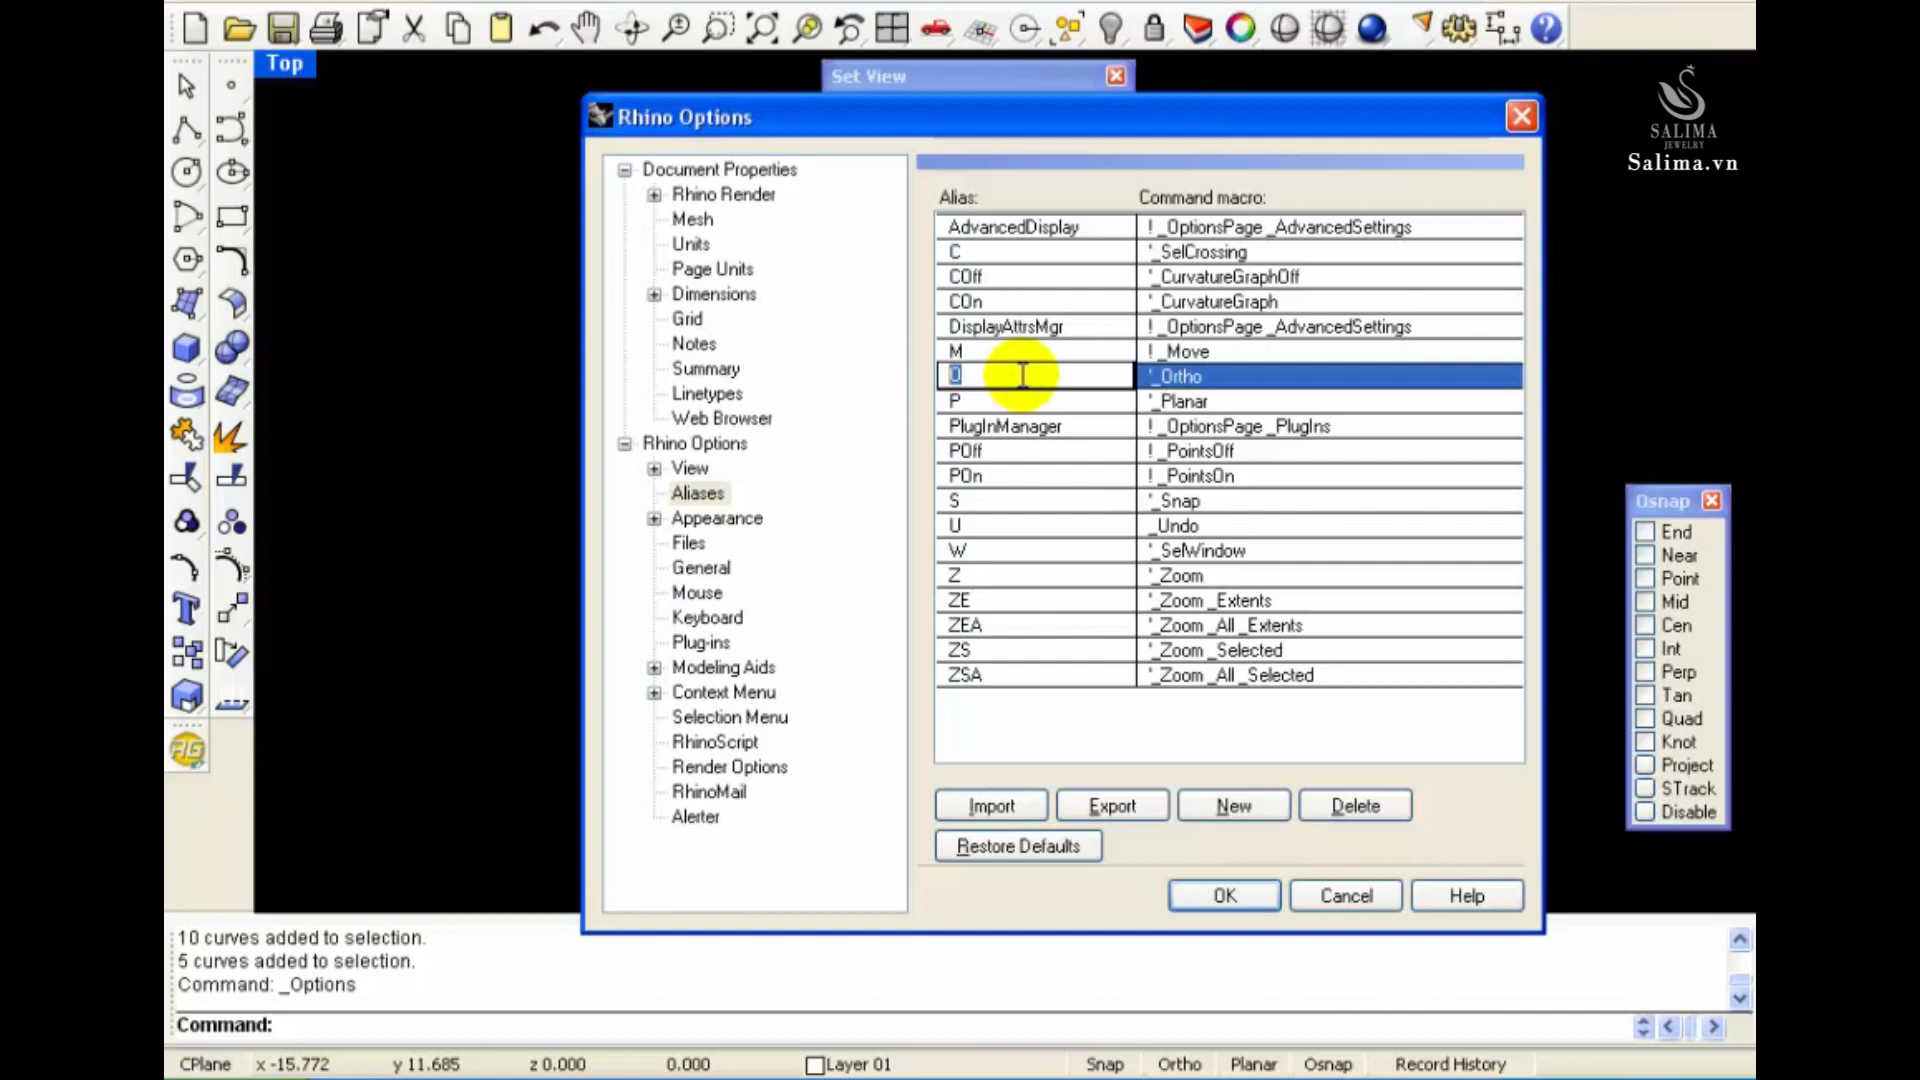 Top
Set View
SALIMA
JEWELRY
Salima.vn
Rhino Options
Document Properties
Rhino Render
Mesh
Units
Page Units
Dimensions
Grid
Notes
Summary
Linetypes
Web Browser
Rhino Options
View
Aliases
Appearance
Files
General
Mouse
Keyboard
Plug-ins
Modeling Aids
Context Menu
Selection Menu
RhinoScript
Render Options
RhinoMail
Alerter
Alias: Command macro:
AdvancedDisplay ! _OptionsPage _AdvancedSettings
C '_SelCrossing
COff '_CurvatureGraphOff
COn '_CurvatureGraph
DisplayAttrsMgr ! _OptionsPage _AdvancedSettings
M ! _Move
O '_Ortho
P '_Planar
PlugInManager ! _OptionsPage _PlugIns
POff ! _PointsOff
POn ! _PointsOn
S '_Snap
U _Undo
W '_SelWindow
Z '_Zoom
ZE '_Zoom _Extents
ZEA '_Zoom _All _Extents
ZS '_Zoom _Selected
ZSA '_Zoom _All _Selected
Import Export New Delete
Restore Defaults
OK Cancel Help
Osnap
End
Near
Point
Mid
Cen
Int
Perp
Tan
Quad
Knot
Project
STrack
Disable
10 curves added to selection.
5 curves added to selection.
Command: _Options
Command:
CPlane x -15.772 y 11.685 z 0.000 0.000 Layer 01 Snap Ortho Planar Osnap Record History